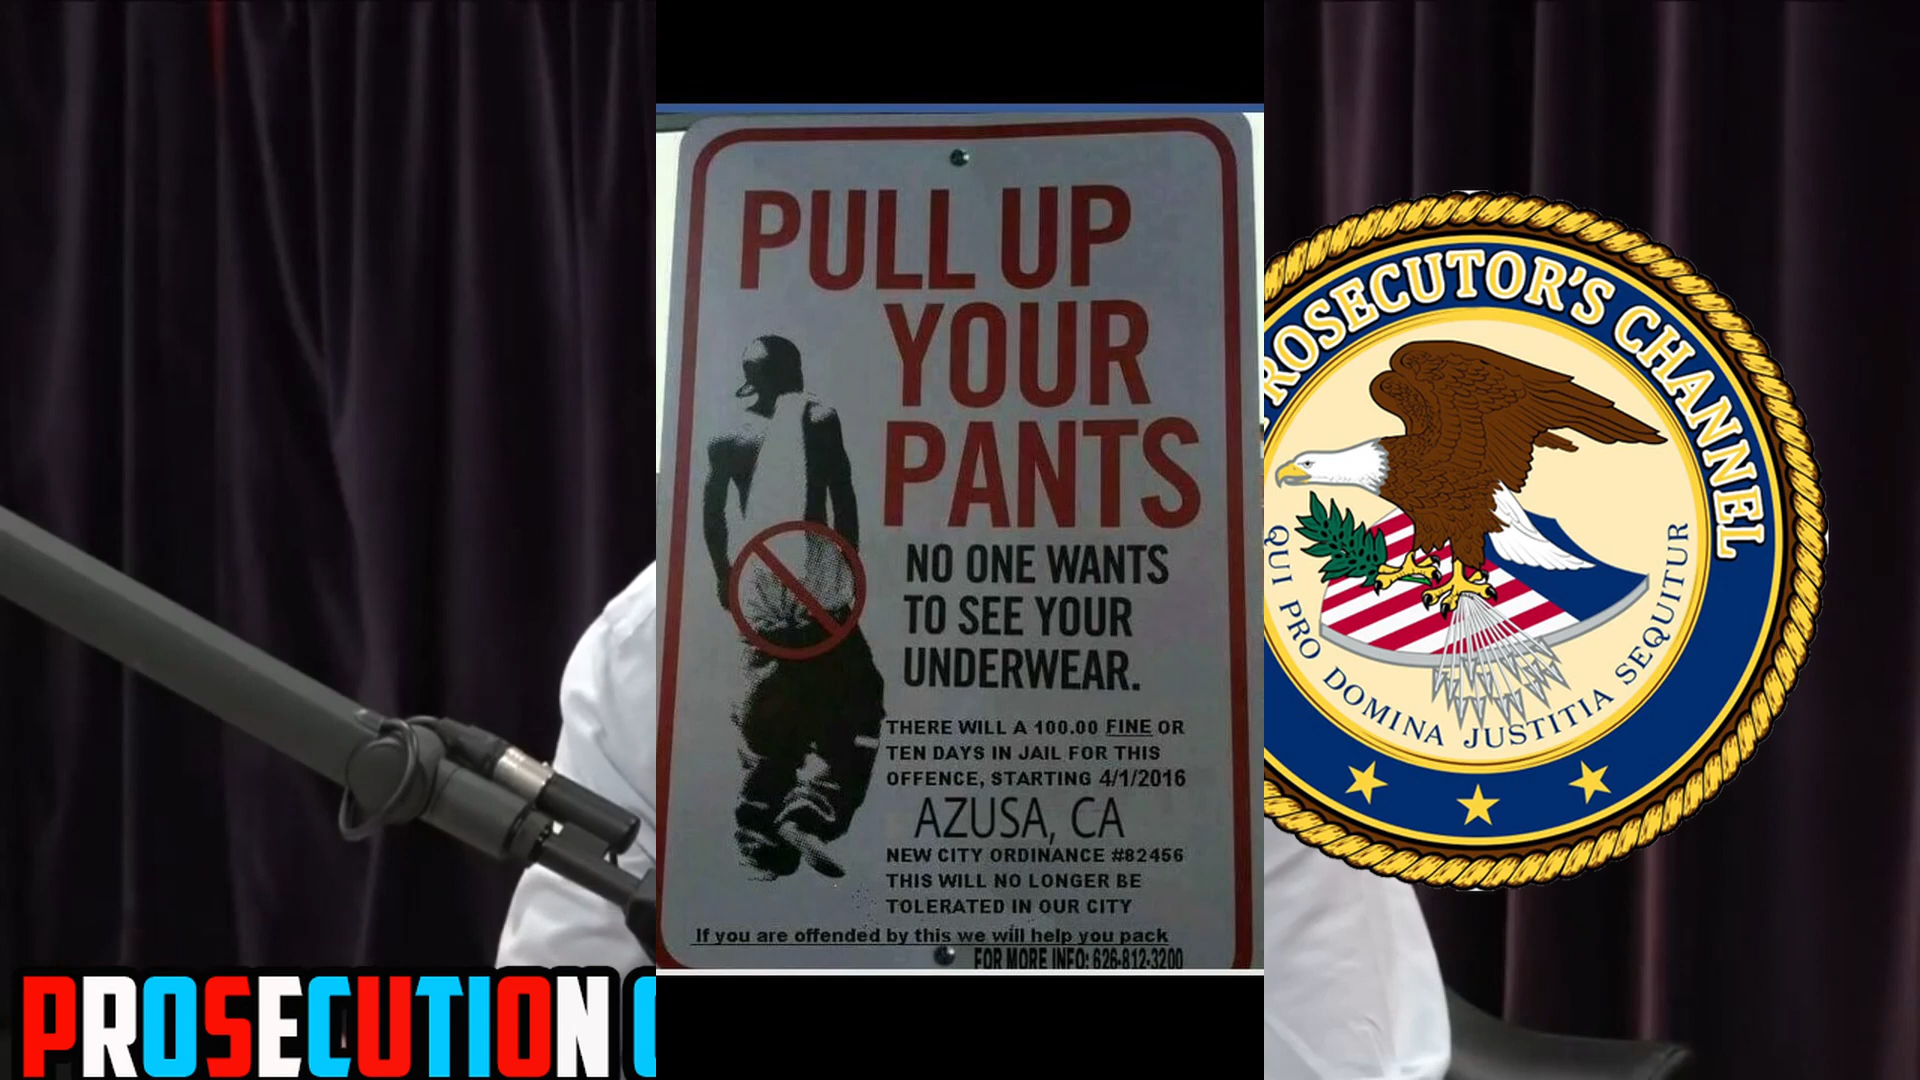 PULL UP
YOUR
PANTS
NO ONE WANTS
TO SEE YOUR
UNDERWEAR.
THERE WILL A 100.00 FINE OR
TEN DAYS IN JAIL FOR THIS
OFFENCE, STARTING 4/1/2016
AZUSA, CA
NEW CITY ORDINANCE #82456
THIS WILL NO LONGER BE
TOLERATED IN OUR CITY
If you are offended by this we will help you pack
FOR MORE INFO: 626-812-3200
PROSECUTOR'S CHANNEL
QUI PRO DOMINA JUSTITIA SEQUITUR
PROSECUTION